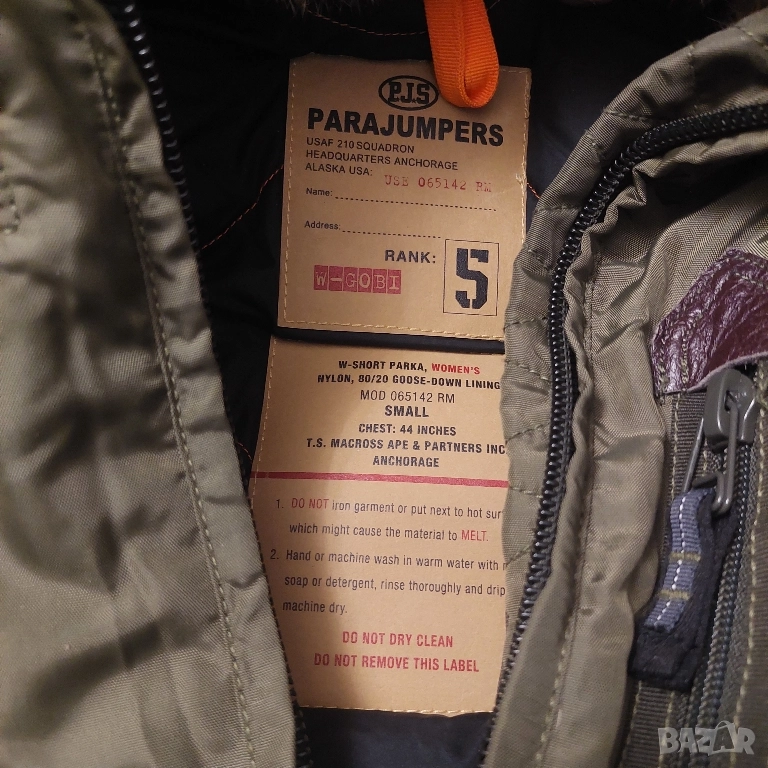 P.J.S
PARAJUMPERS
USAF 210 SQUADRON
HEADQUARTERS ANCHORAGE
ALASKA USA: USE 065142 RM
Name:
Address:
RANK: 5
W-GOBI
W-SHORT PARKA, WOMEN'S
NYLON, 80/20 GOOSE-DOWN LINING
MOD 065142 RM
SMALL
CHEST: 44 INCHES
T.S. MACROSS APE & PARTNERS INC
ANCHORAGE
1. DO NOT iron garment or put next to hot sur
which might cause the material to MELT.
2. Hand or machine wash in warm water with
soap or detergent, rinse thoroughly and drip
machine dry.
DO NOT DRY CLEAN
DO NOT REMOVE THIS LABEL
BAZAR